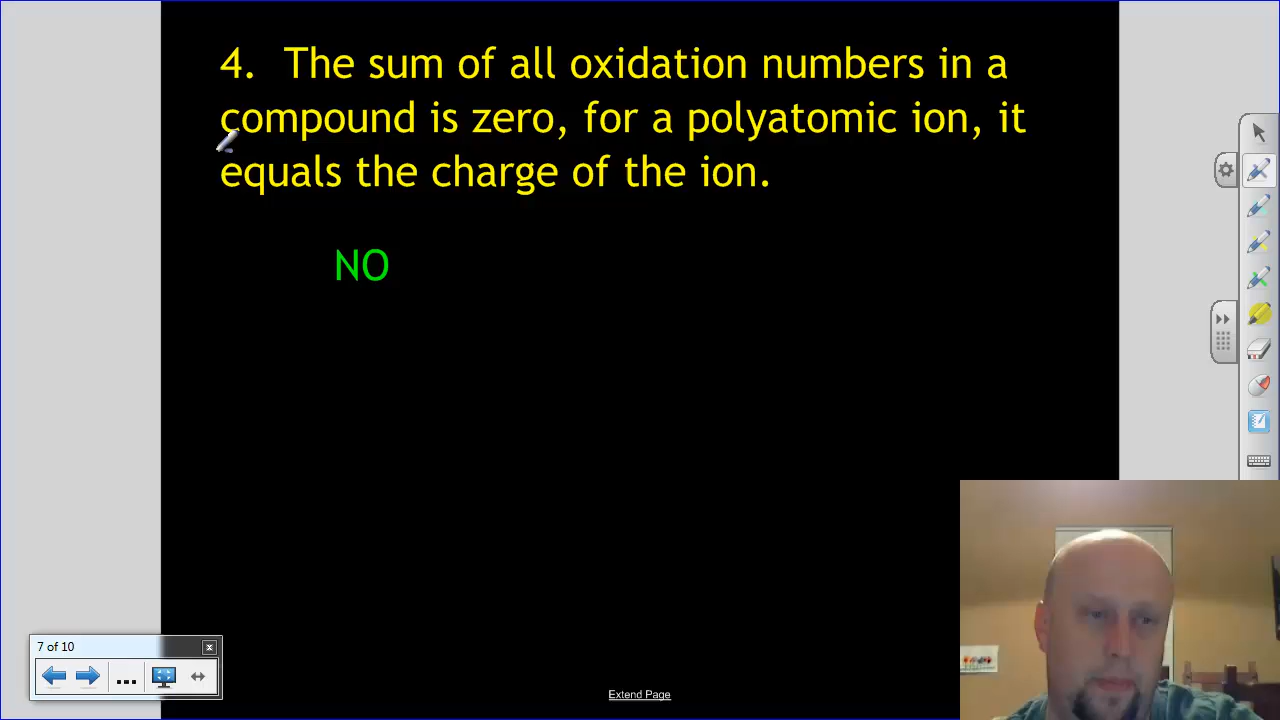 4. The sum of all oxidation numbers in a
compound is zero, for a polyatomic ion, it
equals the charge of the ion.
NO
7 of 10
...
Extend Page